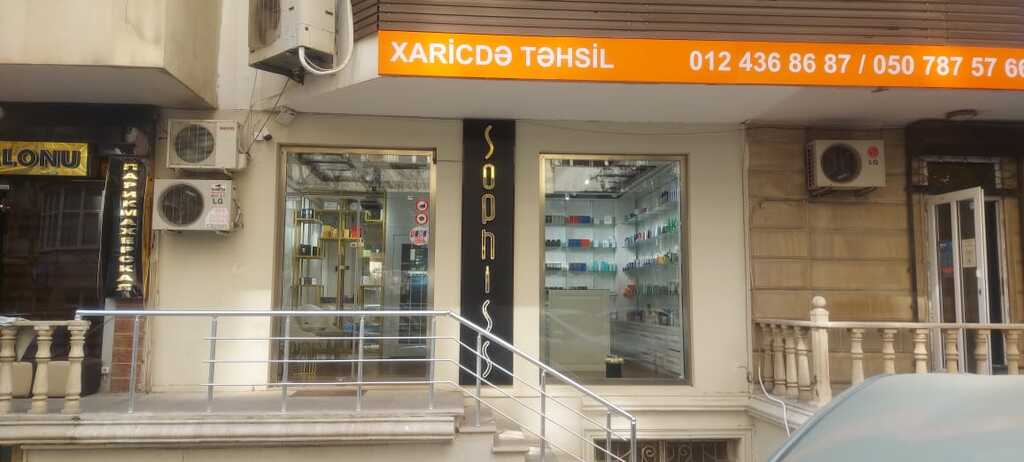 XARİCDƏ TƏHSİL 012 436 86 87 / 050 787 57 66
LONU
ПАРИКМАХЕРСКАЯ
sophiss
LG
LG